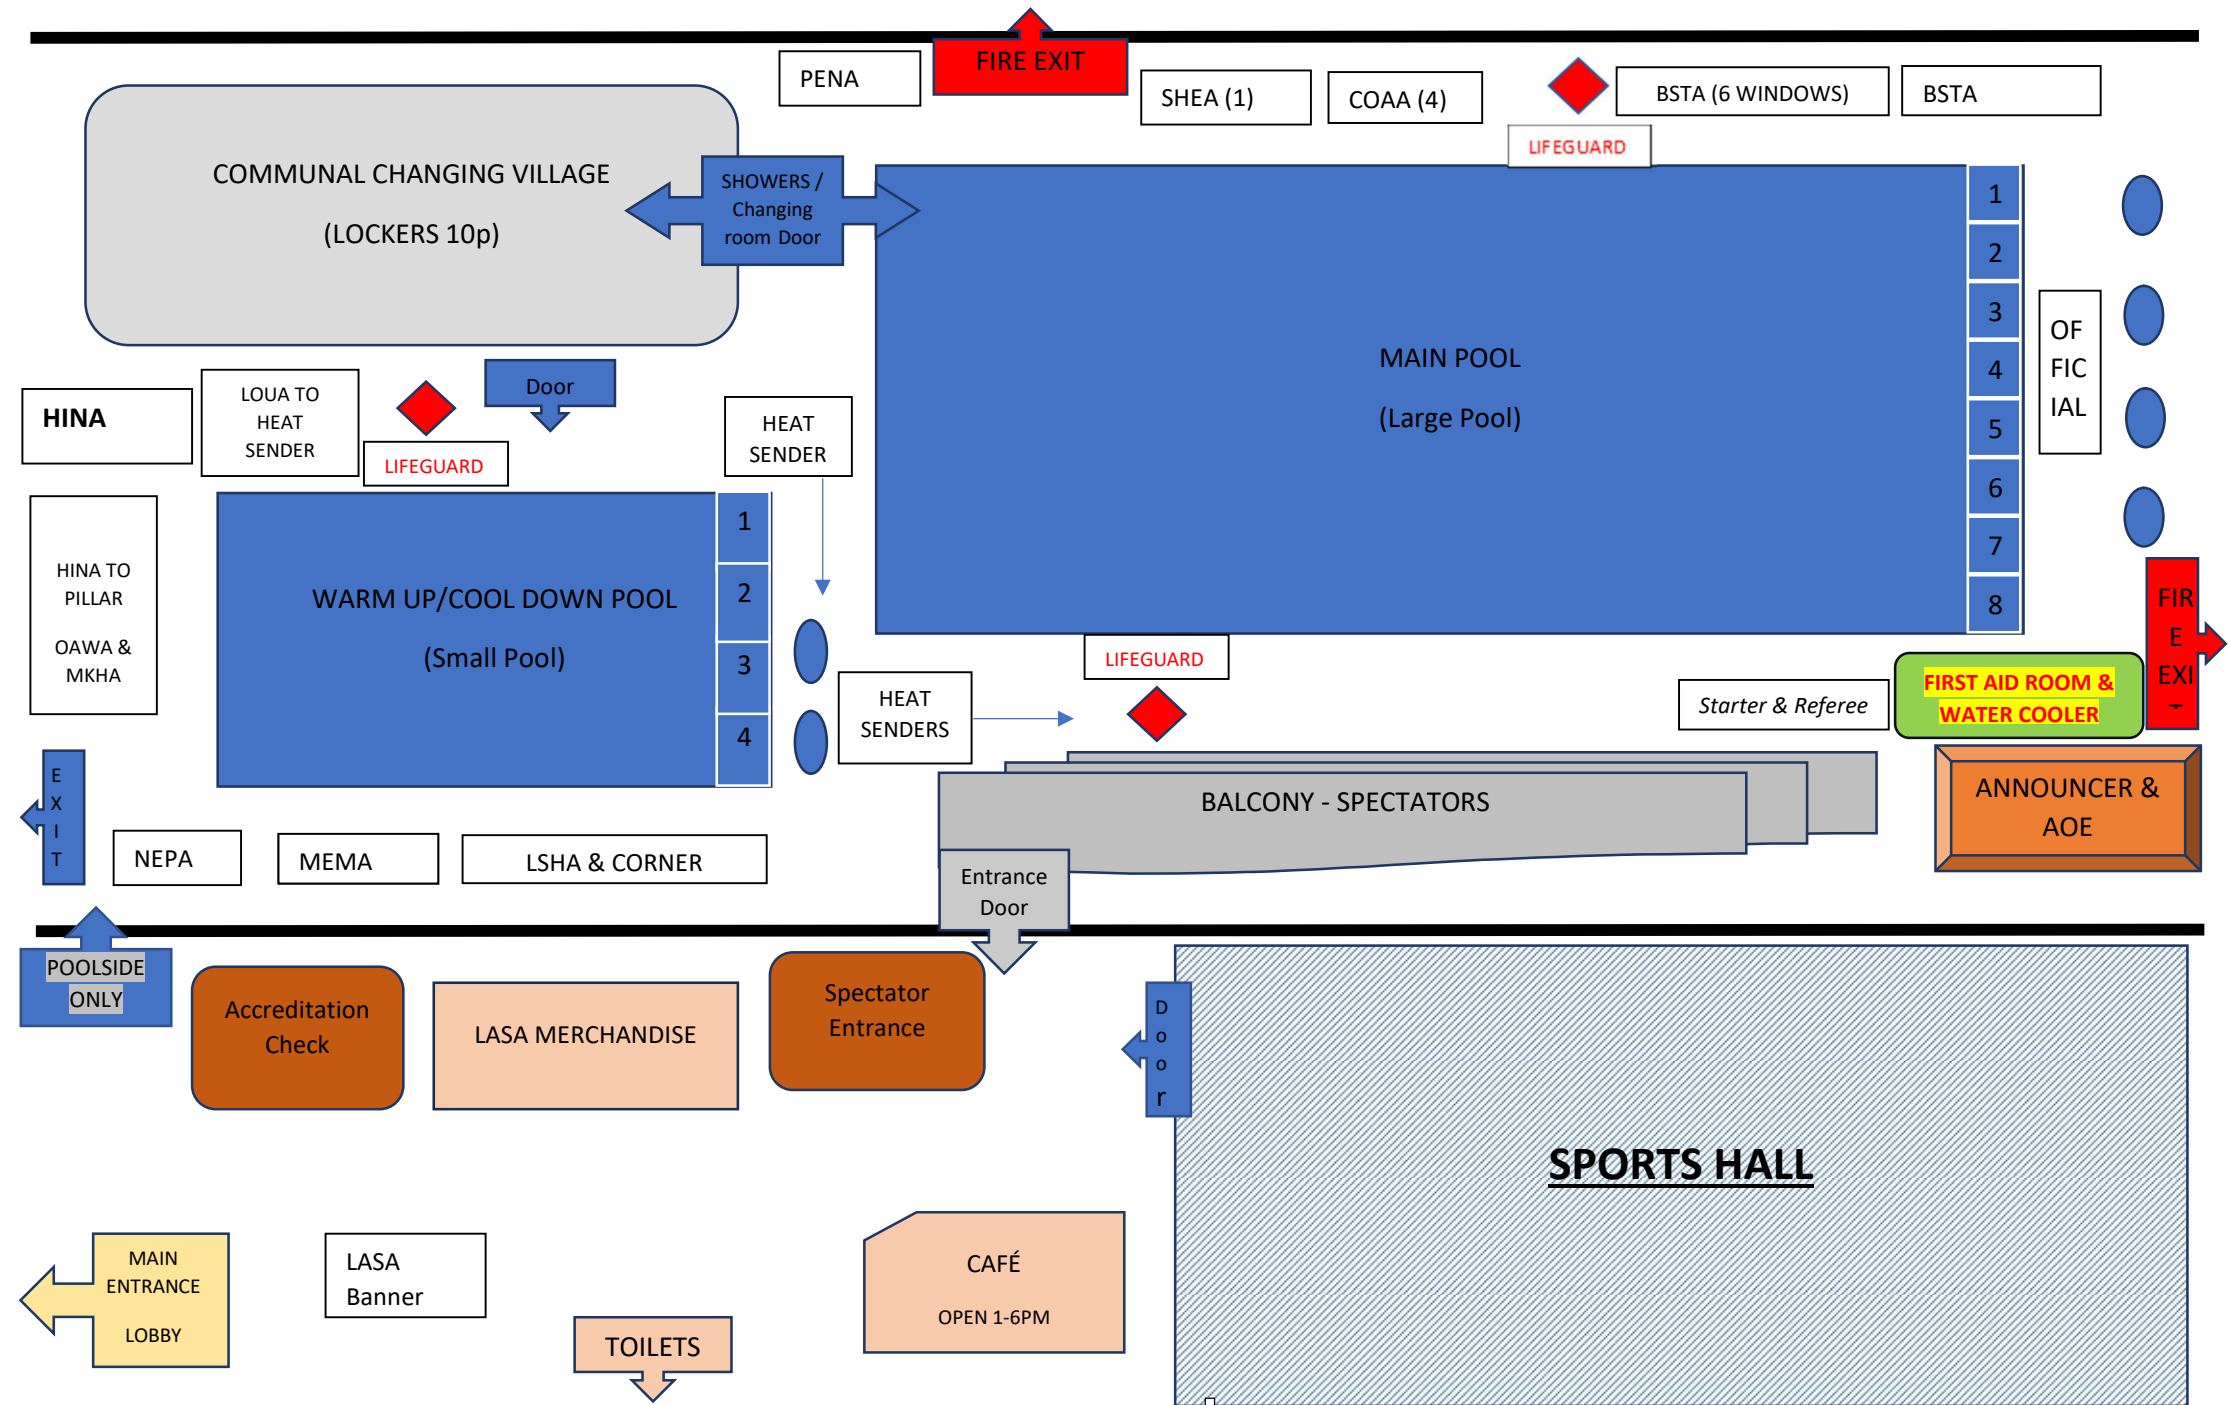 FIRE EXIT
PENA
SHEA (1)
COAA (4)
BSTA (6 WINDOWS)
BSTA
LIFEGUARD
COMMUNAL CHANGING VILLAGE
(LOCKERS 10p)
SHOWERS /
Changing
room Door
1
2
3
4
5
6
7
8
MAIN POOL
(Large Pool)
OF
FIC
IAL
HINA
LOUA TO
HEAT
SENDER
LIFEGUARD
Door
HEAT
SENDER
HINA TO
PILLAR
OAWA &
MKHA
WARM UP/COOL DOWN POOL
(Small Pool)
1
2
3
4
LIFEGUARD
HEAT
SENDERS
Starter & Referee
FIRST AID ROOM &
WATER COOLER
FIR
E
EXI
BALCONY - SPECTATORS
ANNOUNCER &
AOE
E
X
I
T
NEPA
MEMA
LSHA & CORNER
Entrance
Door
POOLSIDE
ONLY
Accreditation
Check
LASA MERCHANDISE
Spectator
Entrance
D
o
o
r
SPORTS HALL
MAIN
ENTRANCE
LOBBY
LASA
Banner
TOILETS
CAFÉ
OPEN 1-6PM